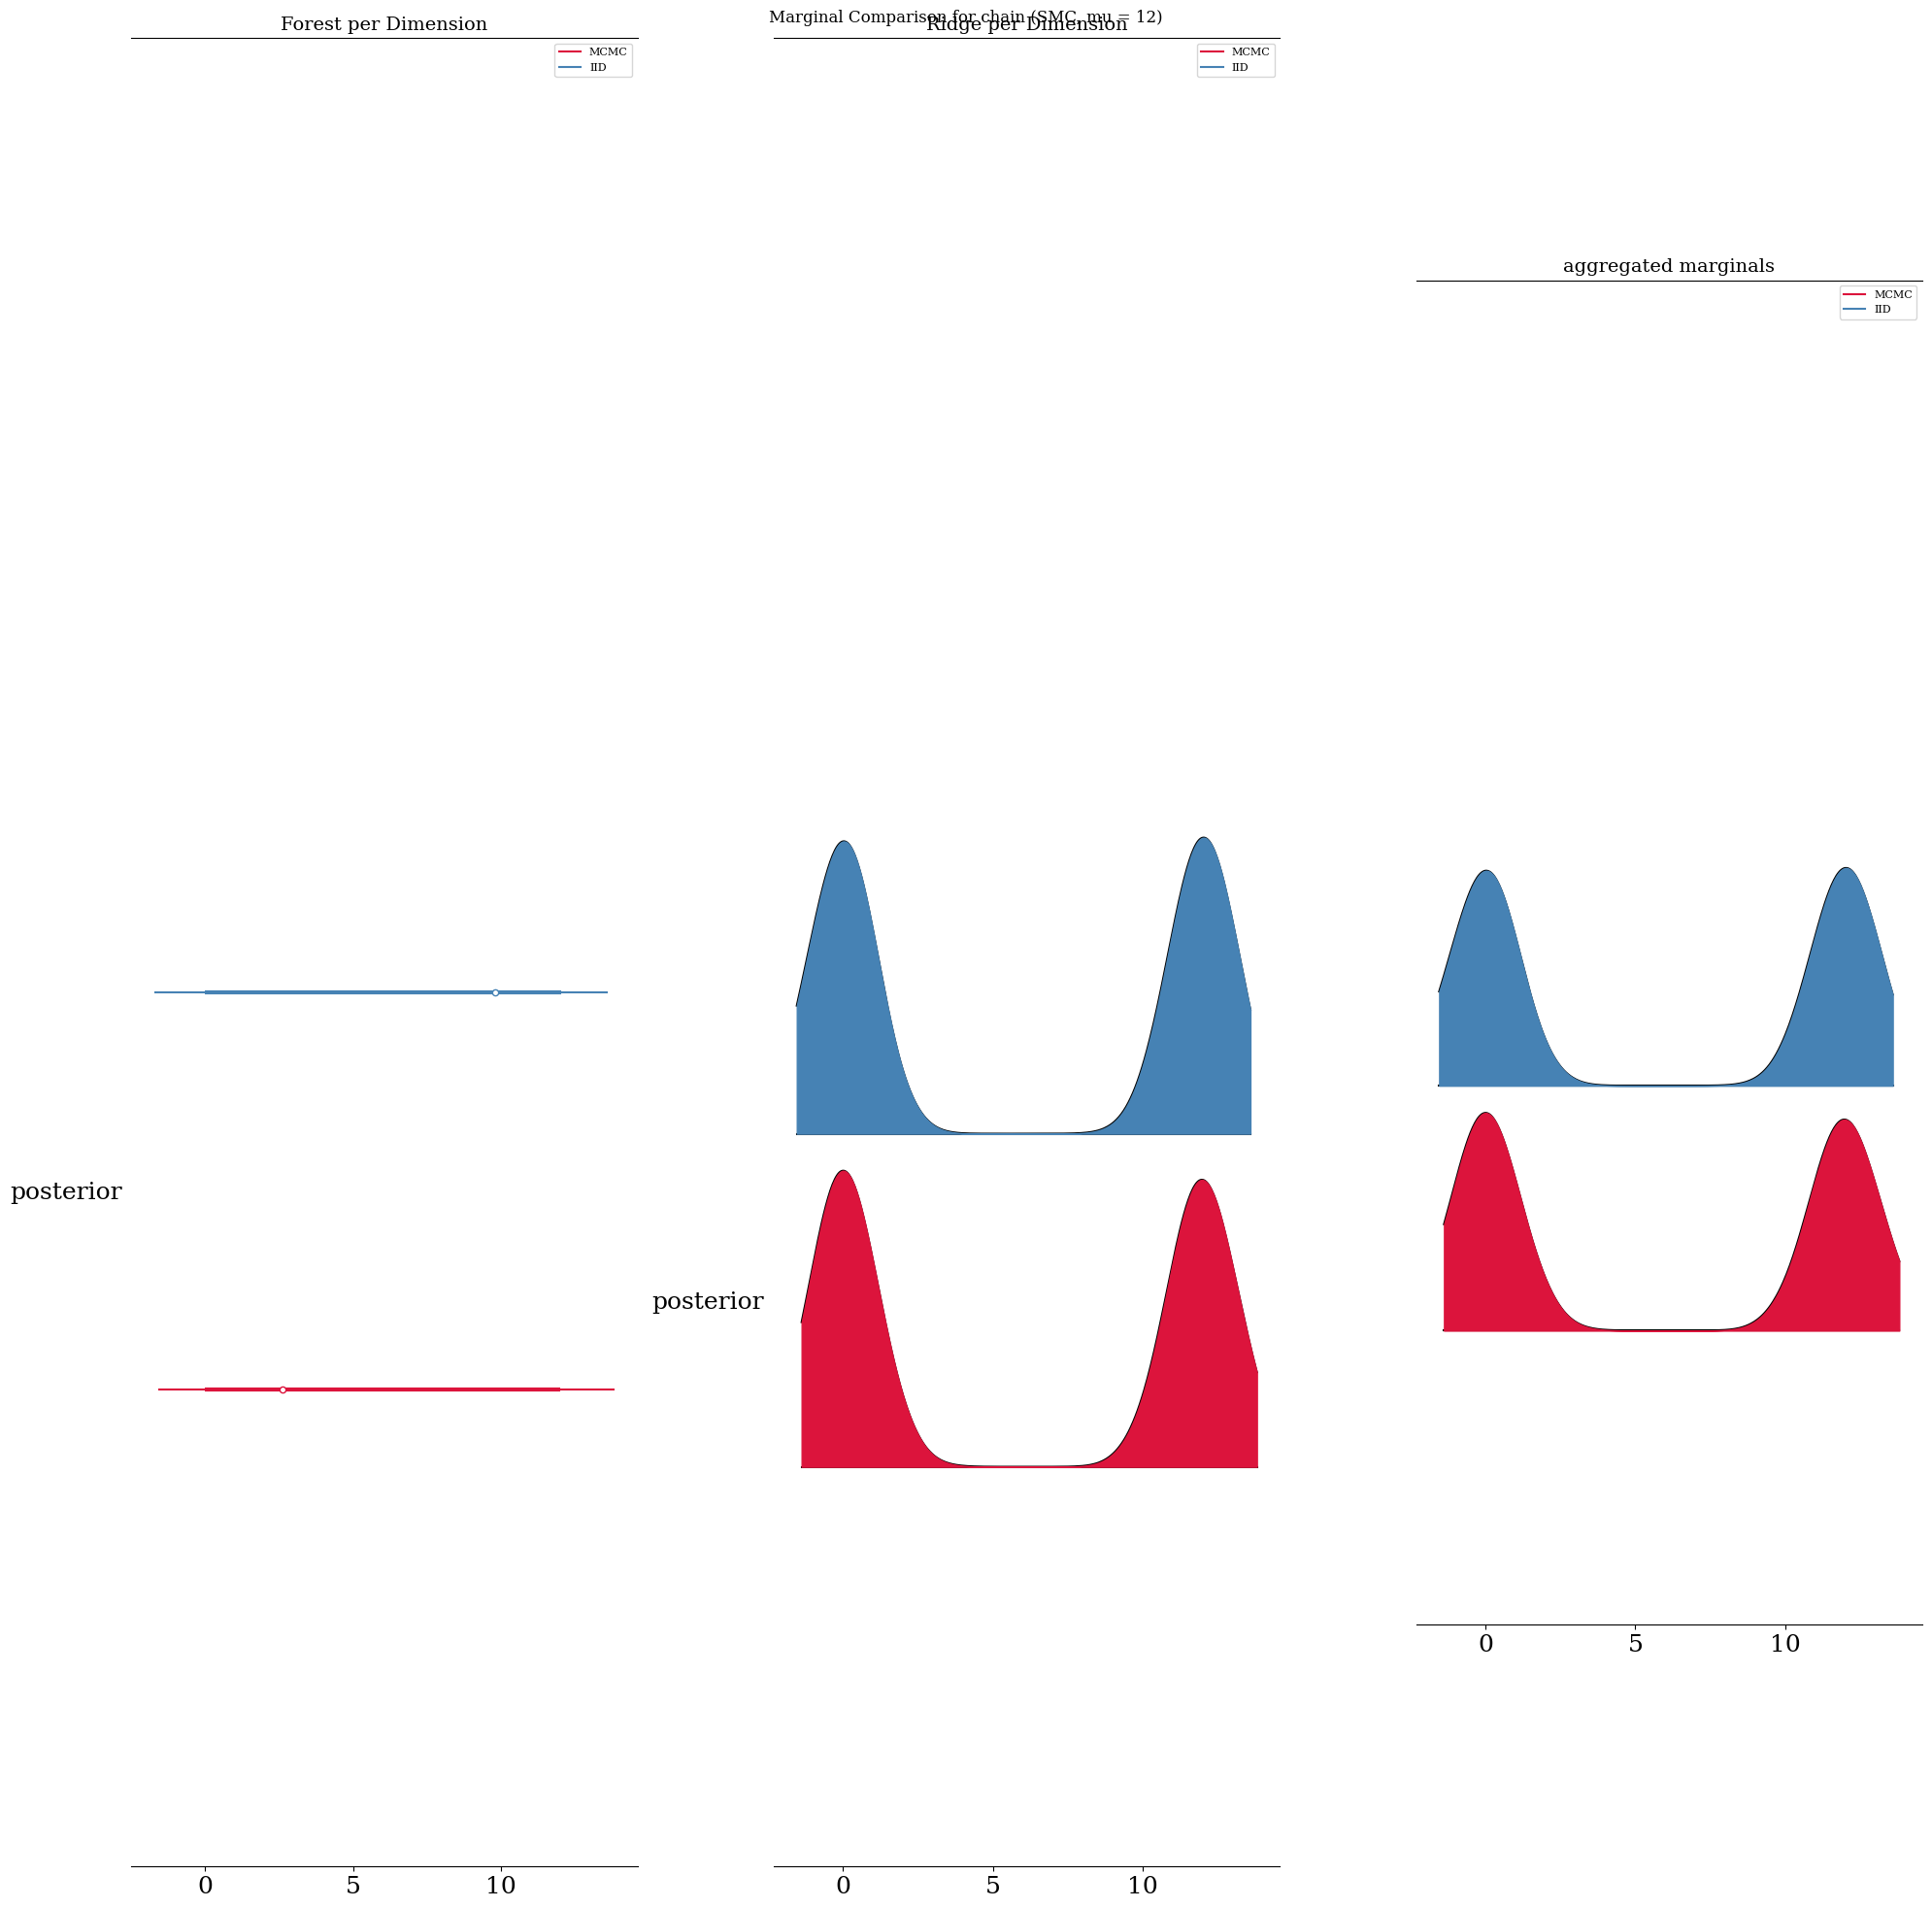 Marginal Comparison for chain (SMC, mu = 12)
Forest per Dimension
MCMC
IID
posterior
0 5 10
Ridge per Dimension
MCMC
IID
posterior
0 5 10
aggregated marginals
MCMC
IID
0 5 10